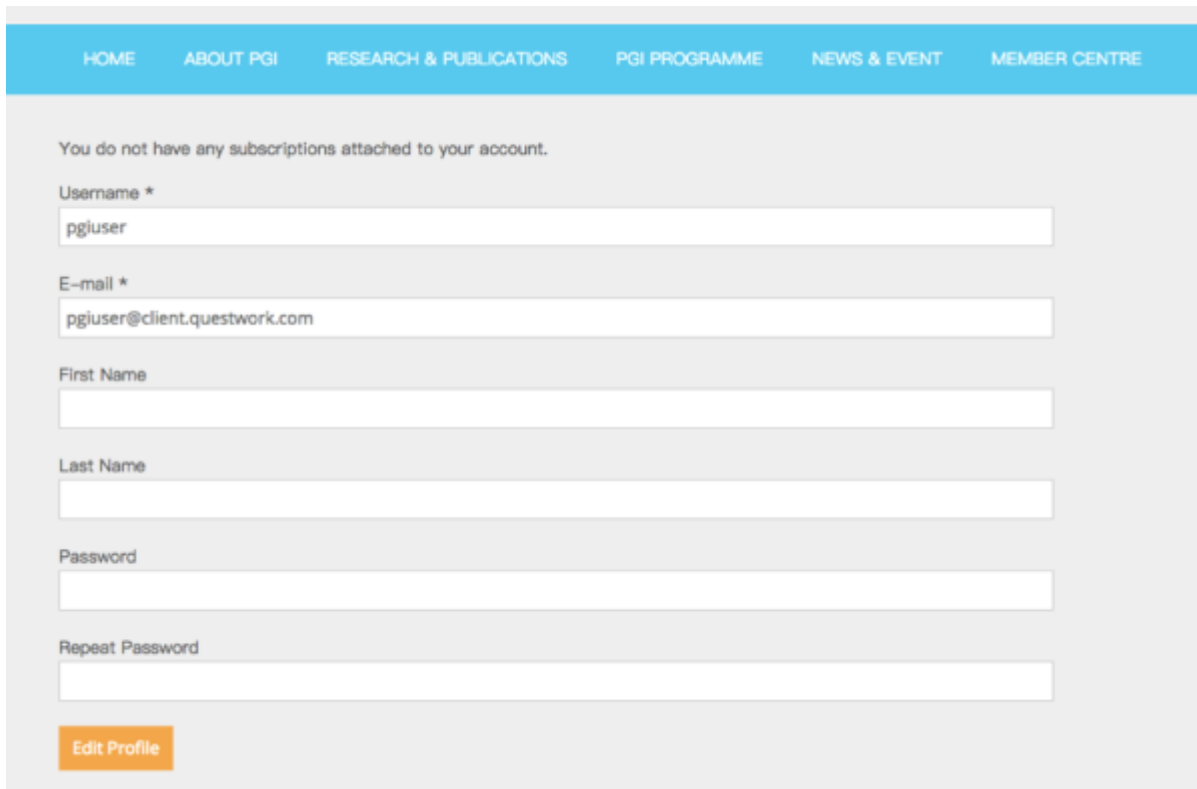 HOME ABOUT PGI RESEARCH & PUBLICATIONS PGI PROGRAMME NEWS & EVENT MEMBER CENTRE
You do not have any subscriptions attached to your account.
Username *
pgiuser
E-mail *
pgiuser@client.questwork.com
First Name
Last Name
Password
Repeat Password
Edit Profile